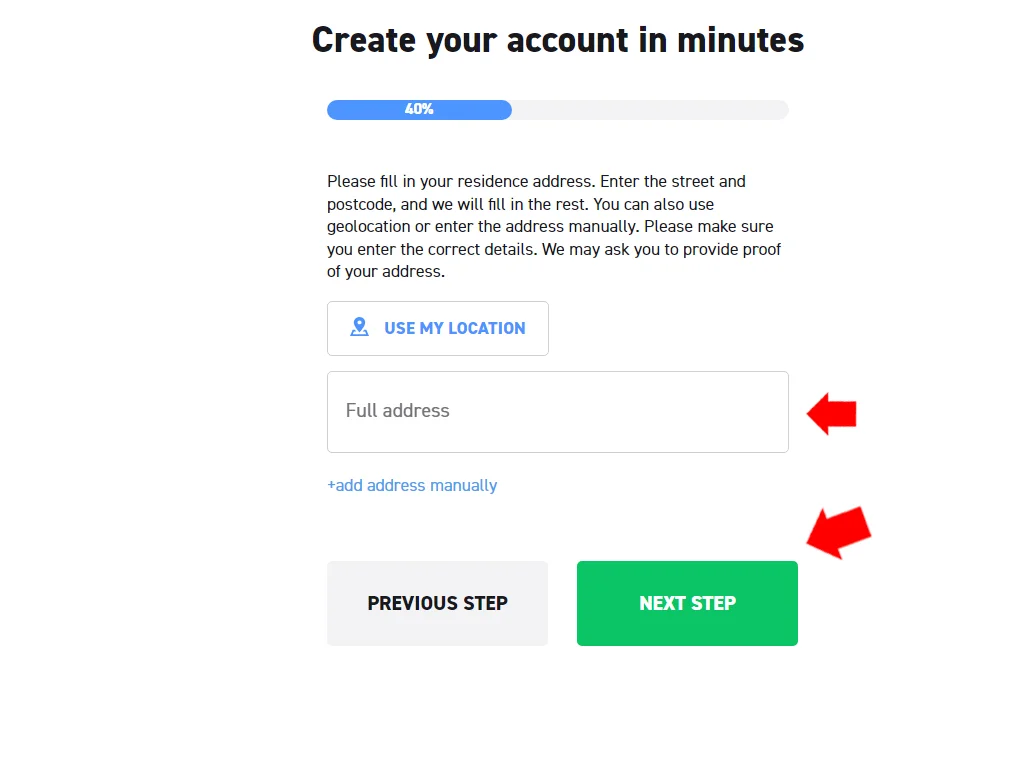 Create your account in minutes
40%
Please fill in your residence address. Enter the street and
postcode, and we will fill in the rest. You can also use
geolocation or enter the address manually. Please make sure
you enter the correct details. We may ask you to provide proof
of your address.
USE MY LOCATION
Full address
+add address manually
PREVIOUS STEP
NEXT STEP